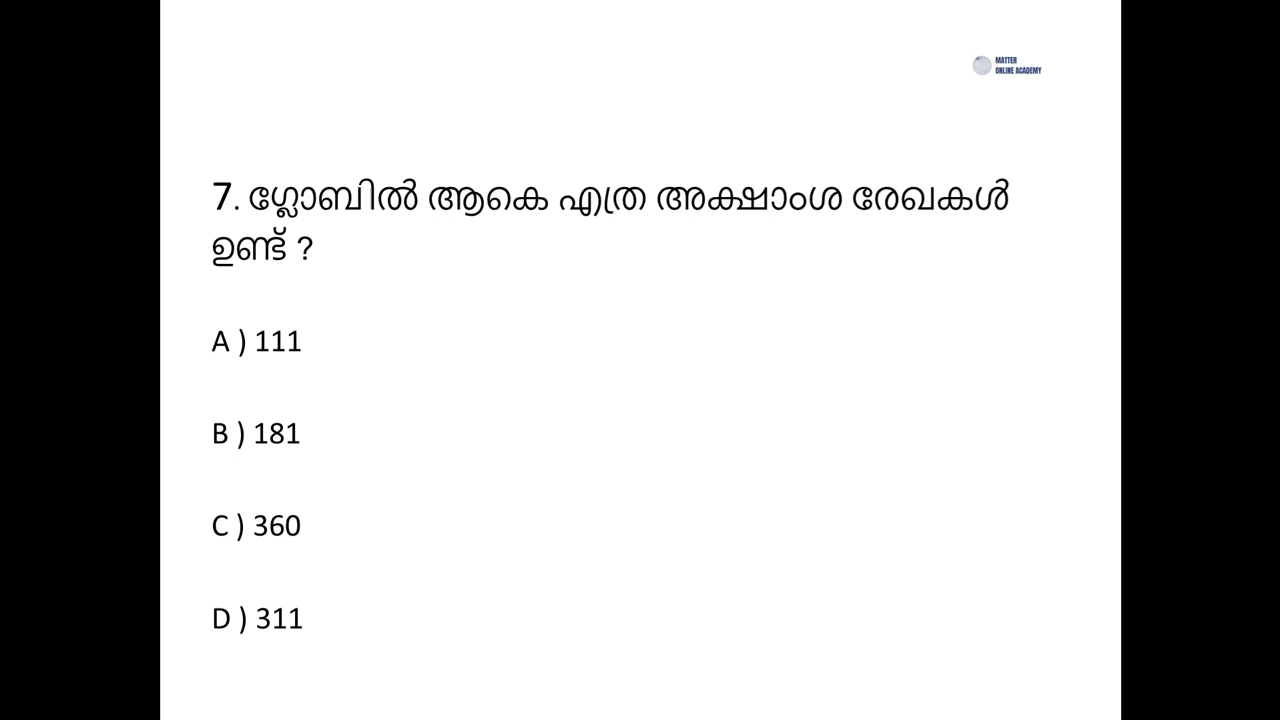 MATTER
ONLINE ACADEMY
7. ഗ്ലോബിൽ ആകെ എത്ര അക്ഷാംശ രേഖകൾ
ഉണ്ട് ?
A ) 111
B ) 181
C ) 360
D ) 311